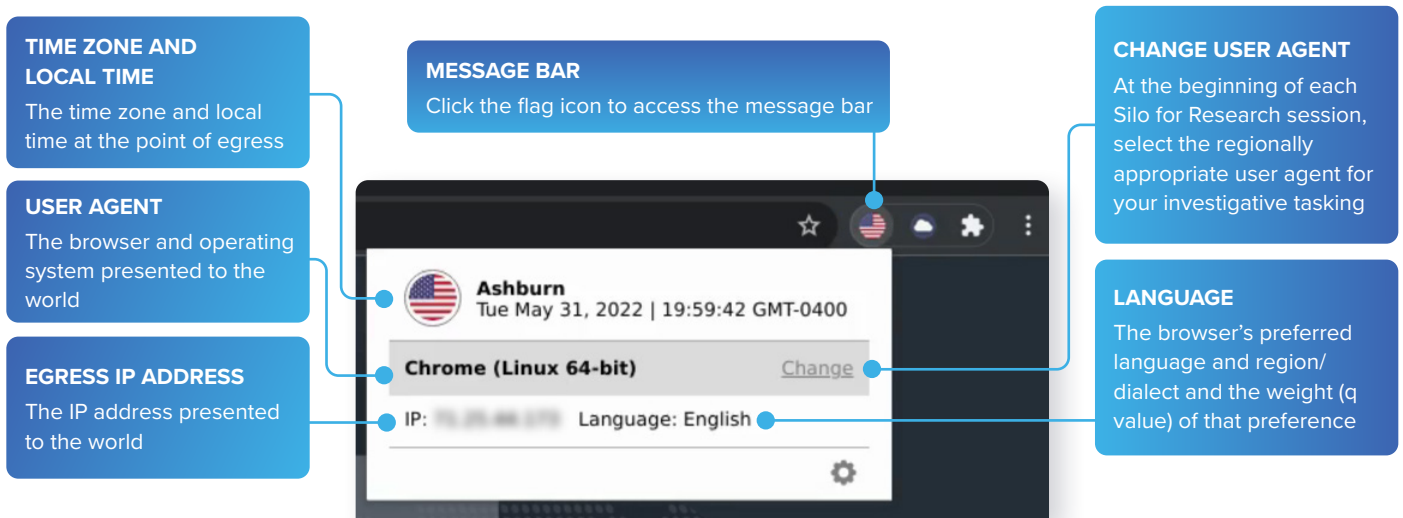 TIME ZONE AND
LOCAL TIME
The time zone and local
time at the point of egress
USER AGENT
The browser and operating
system presented to the
world
EGRESS IP ADDRESS
The IP address presented
to the world
MESSAGE BAR
Click the flag icon to access the message bar
Ashburn
Tue May 31, 2022 | 19:59:42 GMT-0400
Chrome (Linux 64-bit) Change
IP: Language: English
CHANGE USER AGENT
At the beginning of each
Silo for Research session,
select the regionally
appropriate user agent for
your investigative tasking
LANGUAGE
The browser’s preferred
language and region/
dialect and the weight (q
value) of that preference